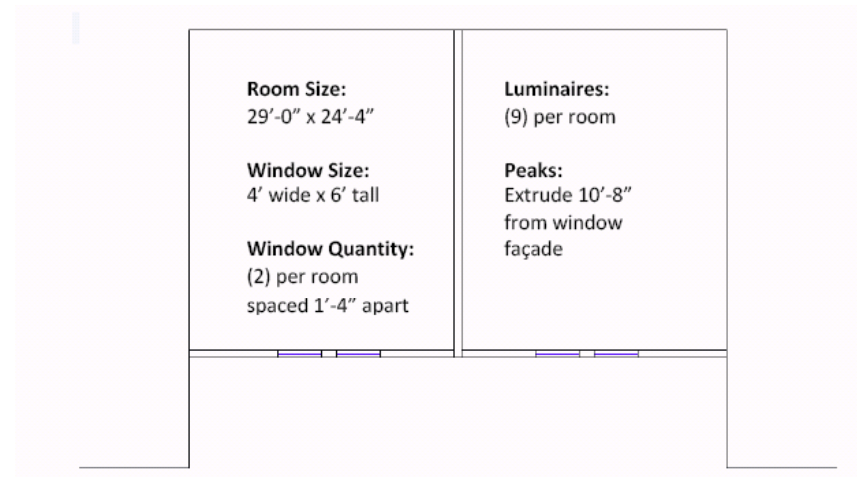 Room Size:
29′-0″ x 24′-4″
Window Size:
4′ wide x 6′ tall
Window Quantity:
(2) per room
spaced 1′-4″ apart
Luminaires:
(9) per room
Peaks:
Extrude 10′-8″
from window
façade